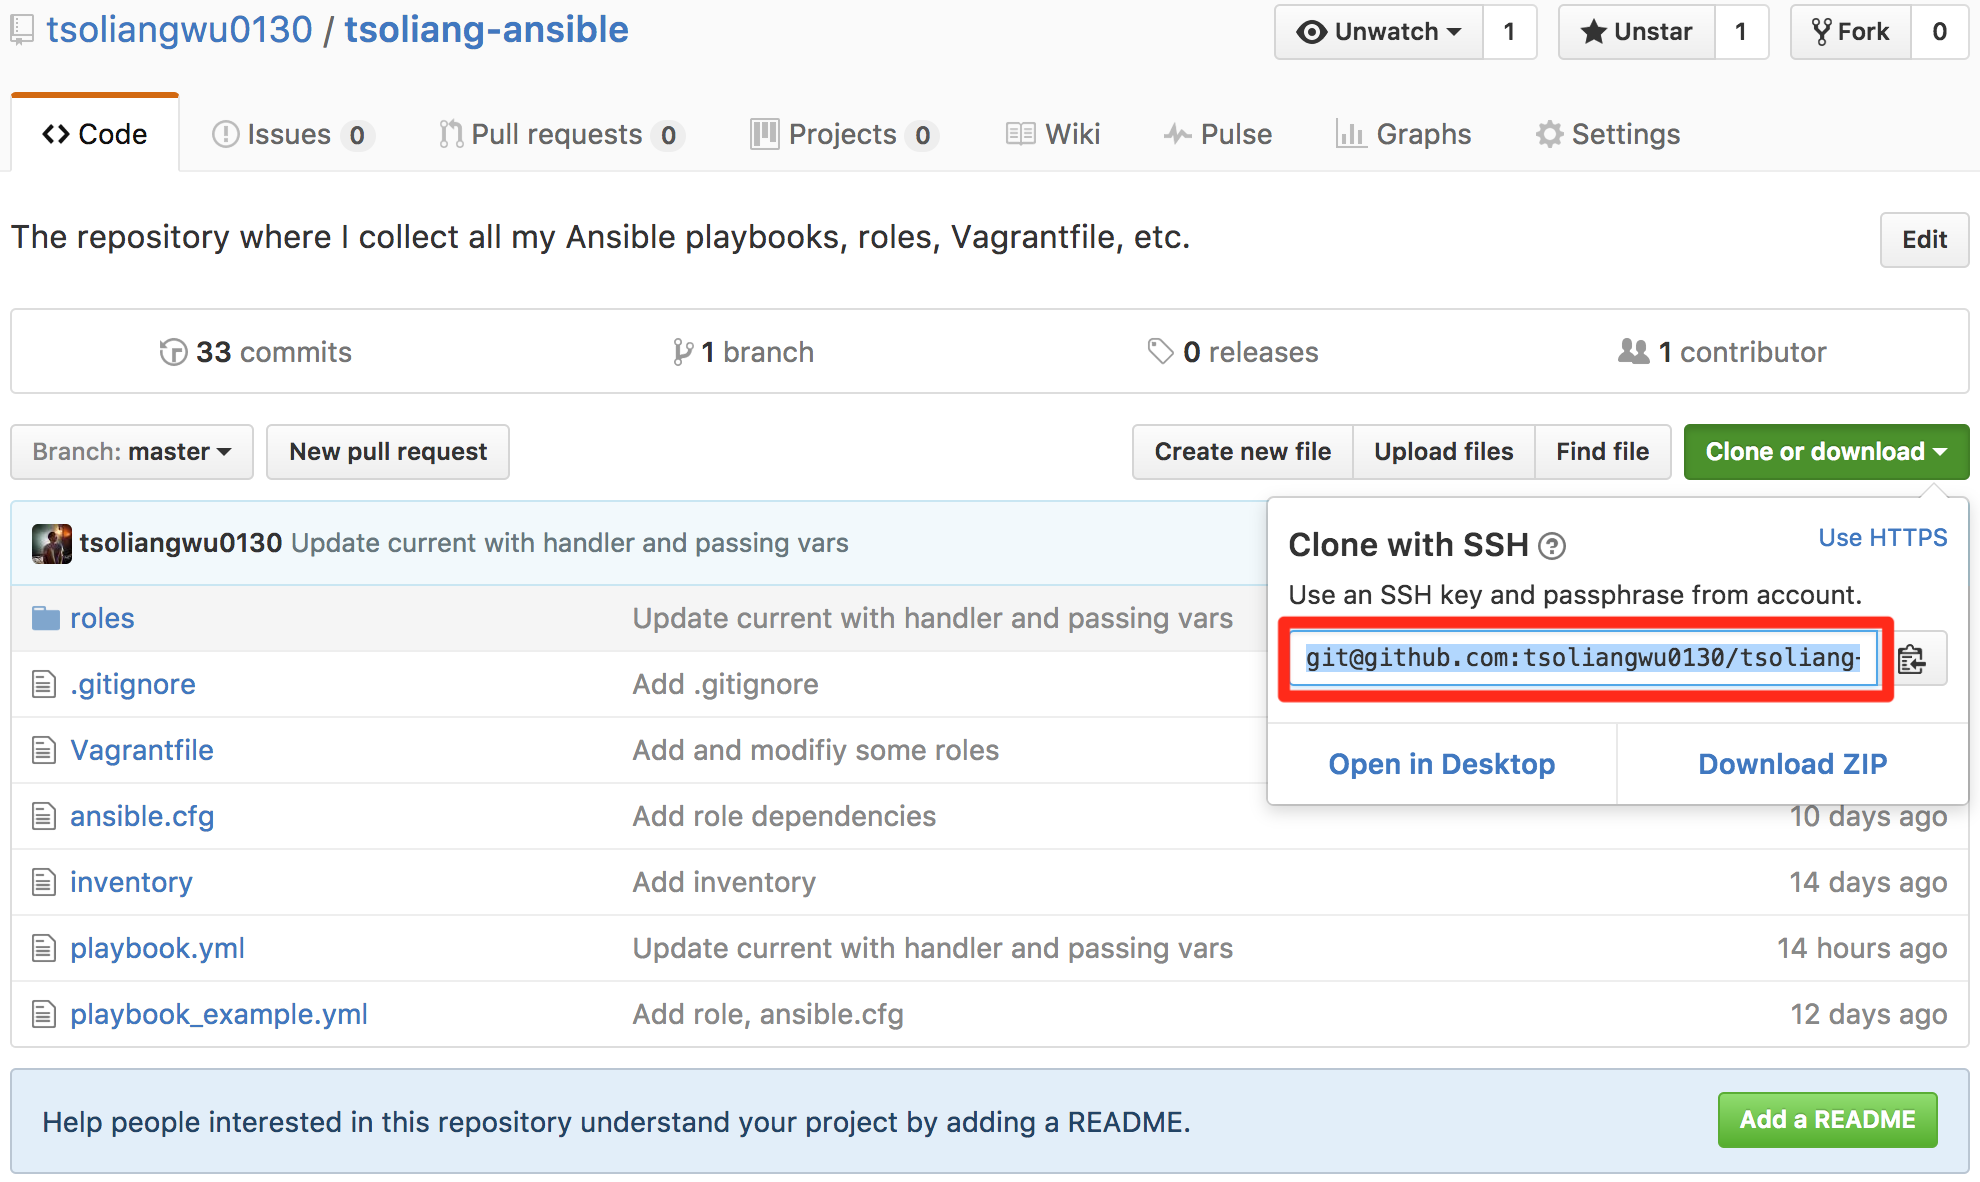 tsoliangwu0130 / tsoliang-ansible
Unwatch 1 Unstar 1 Fork 0
Code Issues 0 Pull requests 0 Projects 0 Wiki Pulse Graphs Settings
The repository where I collect all my Ansible playbooks, roles, Vagrantfile, etc. Edit
33 commits 1 branch 0 releases 1 contributor
Branch: master New pull request Create new file Upload files Find file Clone or download
tsoliangwu0130 Update current with handler and passing vars
Clone with SSH ? Use HTTPS
Use an SSH key and passphrase from account.
git@github.com:tsoliangwu0130/tsoliang-
Open in Desktop Download ZIP
roles Update current with handler and passing vars
.gitignore Add .gitignore
Vagrantfile Add and modifiy some roles
ansible.cfg Add role dependencies 10 days ago
inventory Add inventory 14 days ago
playbook.yml Update current with handler and passing vars 14 hours ago
playbook_example.yml Add role, ansible.cfg 12 days ago
Help people interested in this repository understand your project by adding a README. Add a README